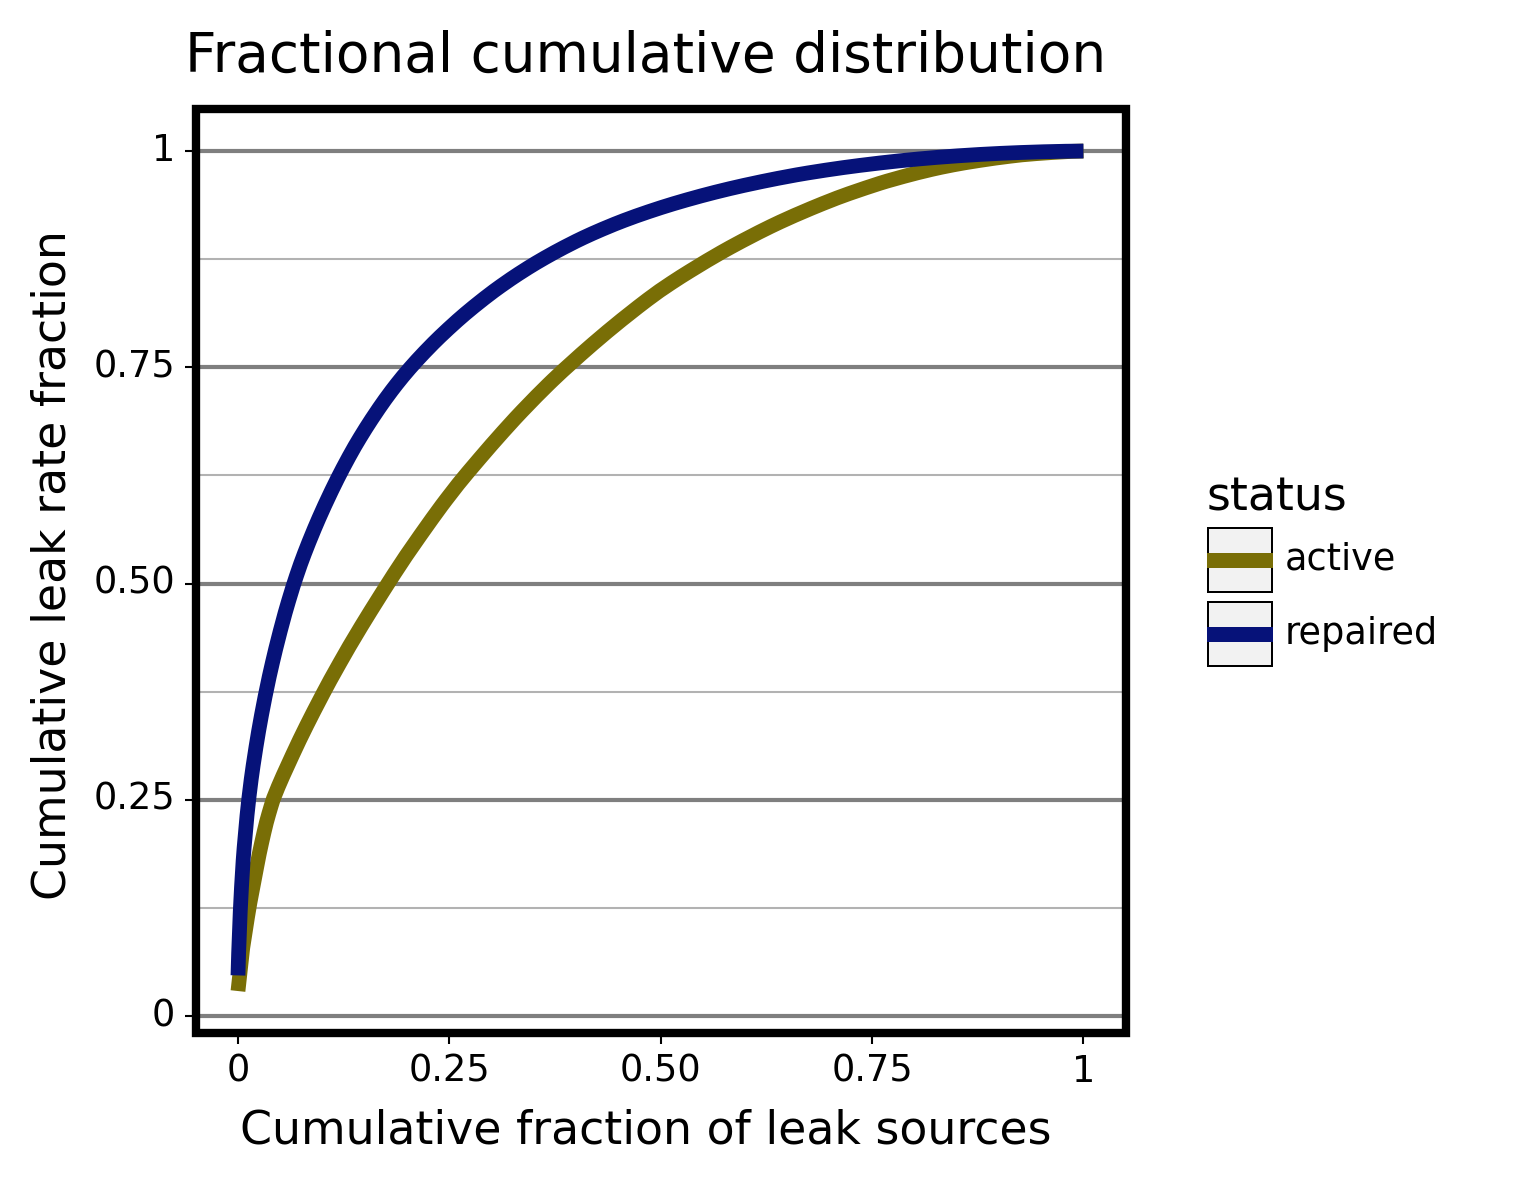 Fractional cumulative distribution
Cumulative leak rate fraction
1
0.75
0.50
0.25
0
0 0.25 0.50 0.75 1
Cumulative fraction of leak sources
status
active
repaired